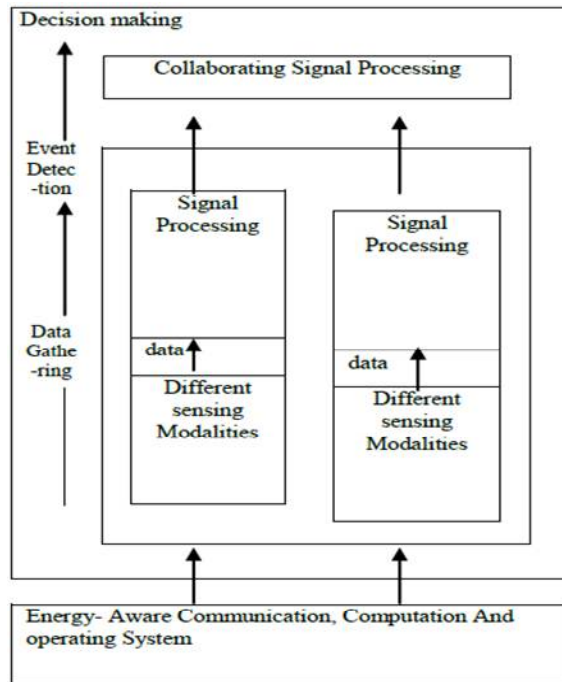 Decision making
Collaborating Signal Processing
Event
Detec
-tion
Data
Gathe
-ring
Signal
Processing
data
Different
sensing
Modalities
Signal
Processing
data
Different
sensing
Modalities
Energy- Aware Communication, Computation And
operating System